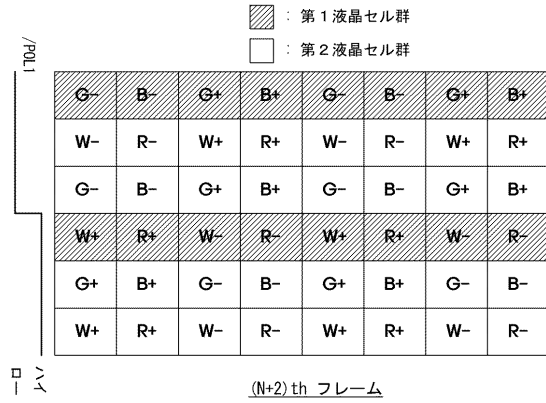 : 第1液晶セル群
: 第2液晶セル群
/POL1
G- B- G+ B+ G- B- G+ B+
W- R- W+ R+ W- R- W+ R+
G- B- G+ B+ G- B- G+ B+
W+ R+ W- R- W+ R+ W- R-
G+ B+ G- B- G+ B+ G- B-
W+ R+ W- R- W+ R+ W- R-
ハイ
ロー
(N+2)th フレーム